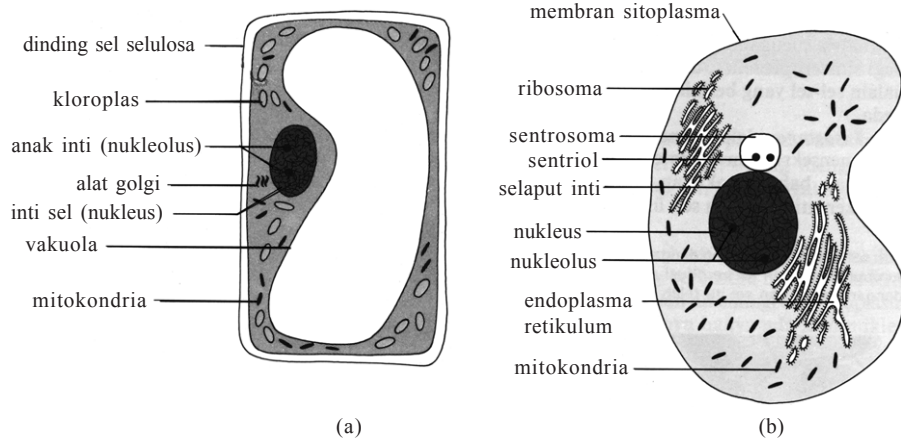 dinding sel selulosa
kloroplas
anak inti (nukleolus)
alat golgi
inti sel (nukleus)
vakuola
mitokondria
(a)
membran sitoplasma
ribosoma
sentrosoma
sentriol
selaput inti
nukleus
nukleolus
endoplasma
retikulum
mitokondria
(b)